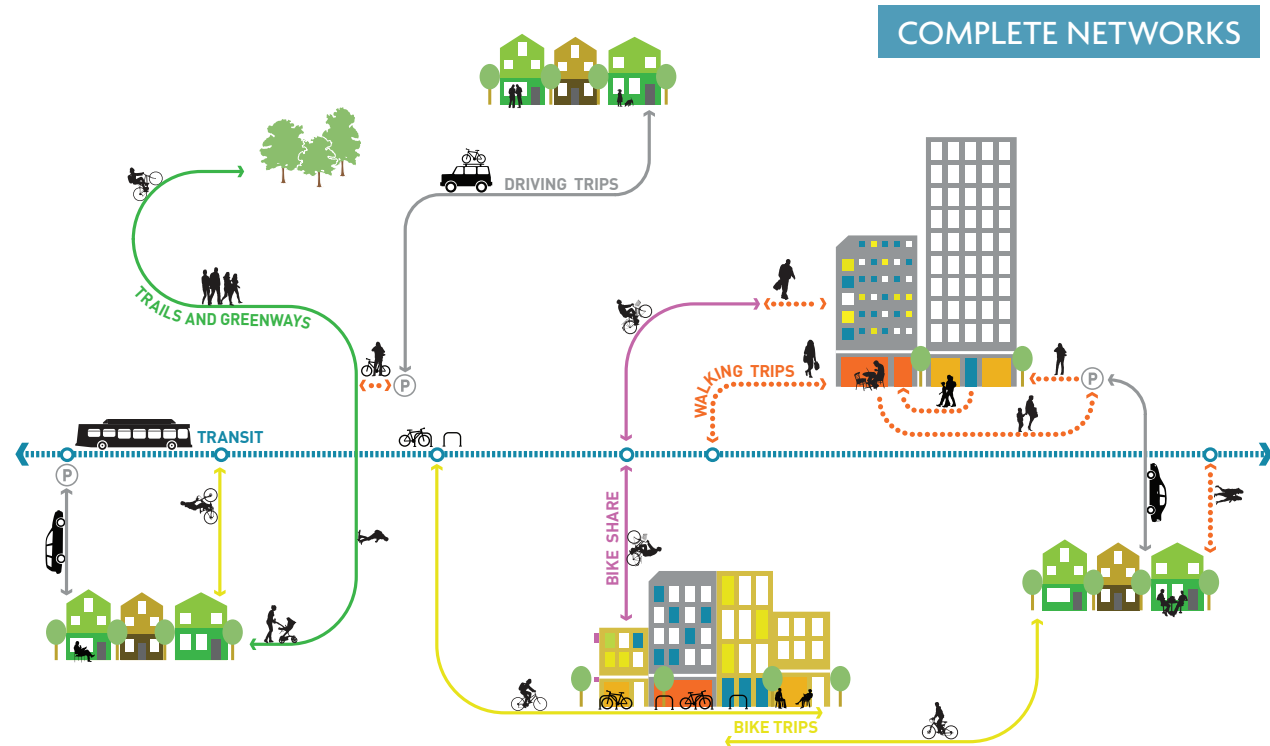 COMPLETE NETWORKS
DRIVING TRIPS
TRAILS AND GREENWAYS
WALKING TRIPS
P
P
TRANSIT
P
BIKE SHARE
BIKE TRIPS